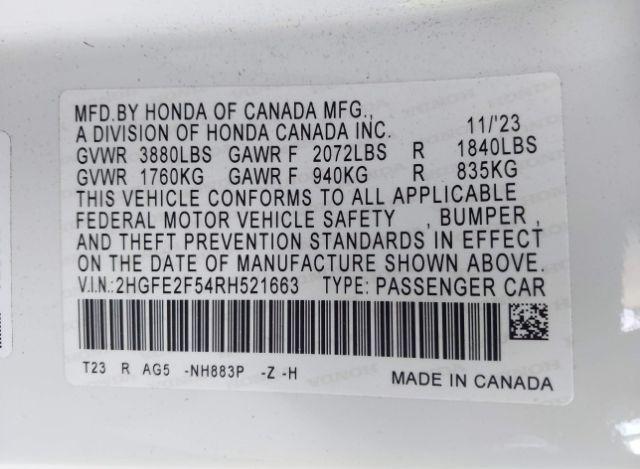 MFD.BY HONDA OF CANADA MFG.,
A DIVISION OF HONDA CANADA INC. 11/'23
GVWR 3880LBS GAWR F 2072LBS R 1840LBS
GVWR 1760KG GAWR F 940KG R 835KG
THIS VEHICLE CONFORMS TO ALL APPLICABLE
FEDERAL MOTOR VEHICLE SAFETY , BUMPER ,
AND THEFT PREVENTION STANDARDS IN EFFECT
ON THE DATE OF MANUFACTURE SHOWN ABOVE.
V.I.N.:2HGFE2F54RH521663 TYPE: PASSENGER CAR
T23 R AG5 -NH883P -Z -H
MADE IN CANADA